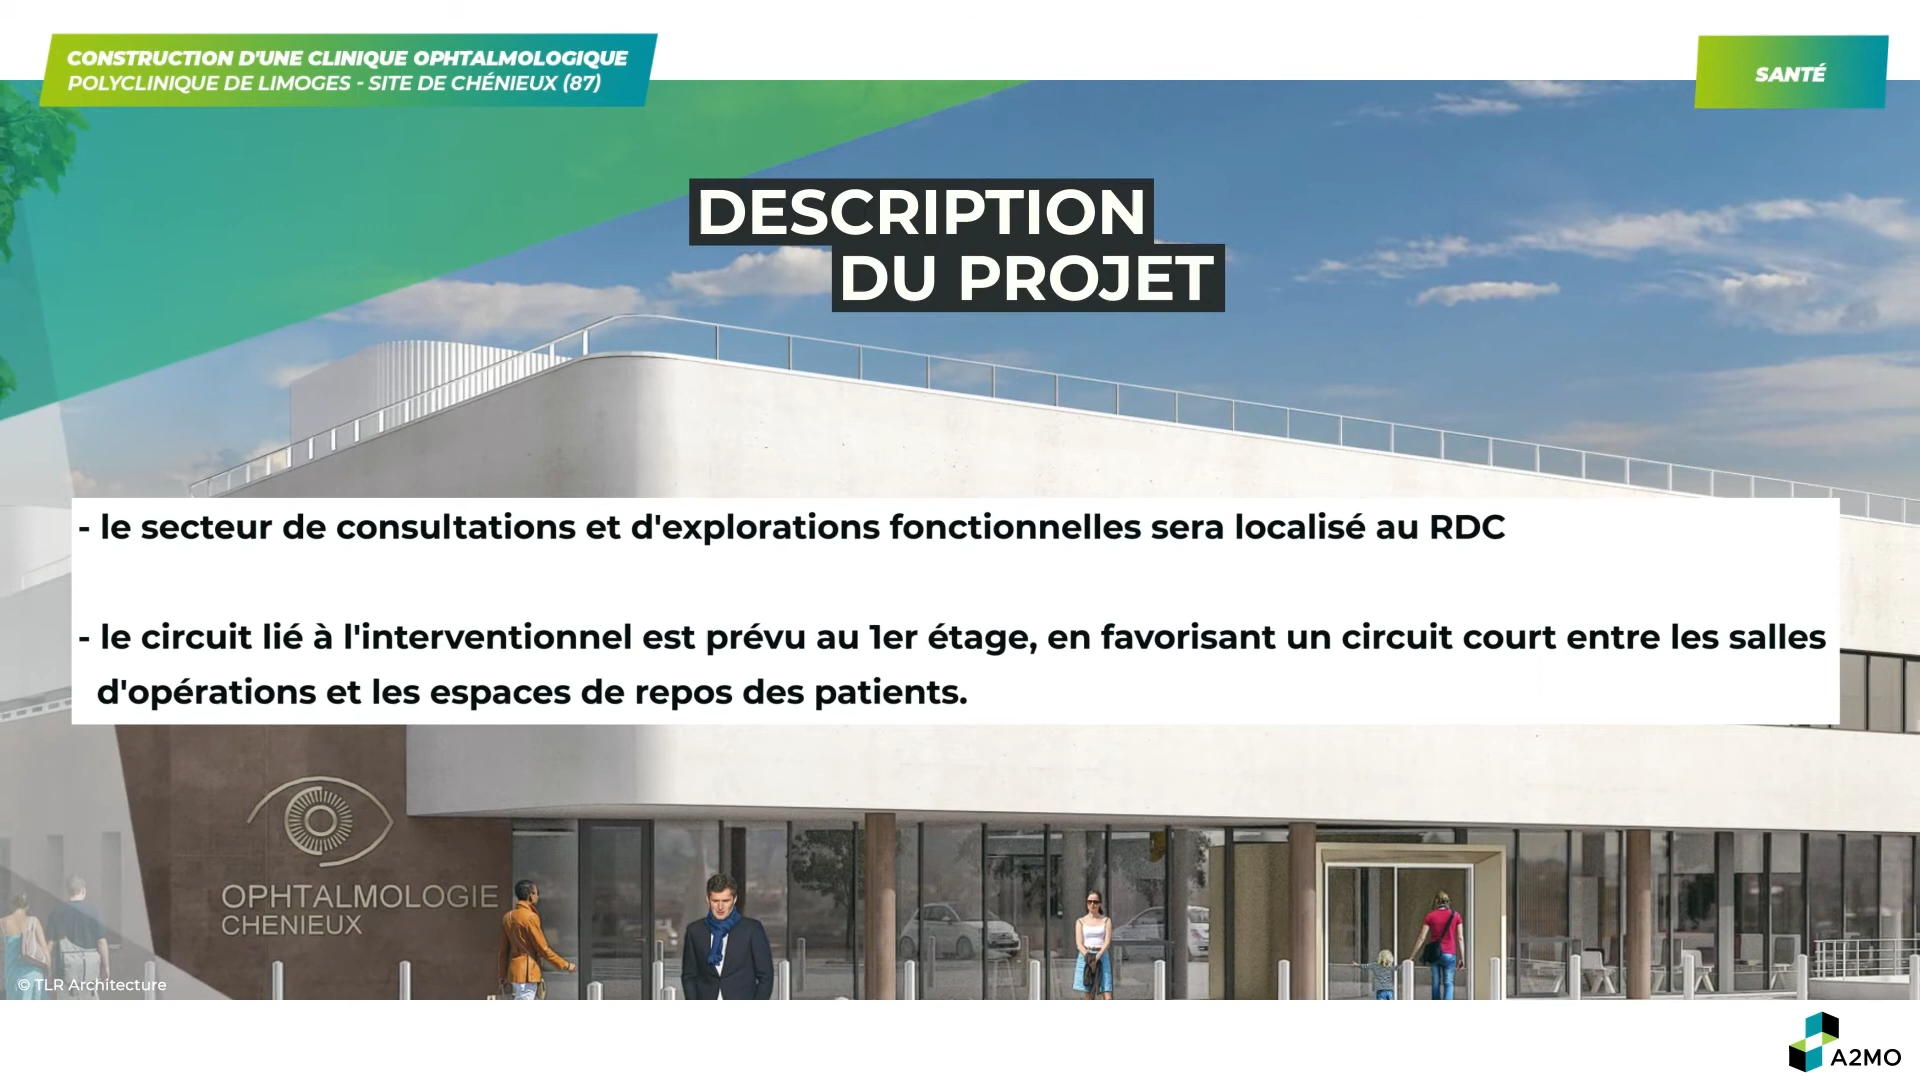 CONSTRUCTION D'UNE CLINIQUE OPHTALMOLOGIQUE
POLYCLINIQUE DE LIMOGES - SITE DE CHÉNIEUX (87)
SANTÉ
DESCRIPTION
DU PROJET
- le secteur de consultations et d'explorations fonctionnelles sera localisé au RDC
- le circuit lié à l'interventionnel est prévu au 1er étage, en favorisant un circuit court entre les salles
d'opérations et les espaces de repos des patients.
OPHTALMOLOGIE
CHENIEUX
© TLR Architecture
A2MO